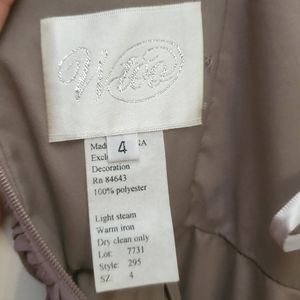 4
Made A
Excl
Decoration
Rn 84643
100% polyester
Light steam
Warm iron
Dry clean only
Lot: 7731
Style: 295
SZ: 4